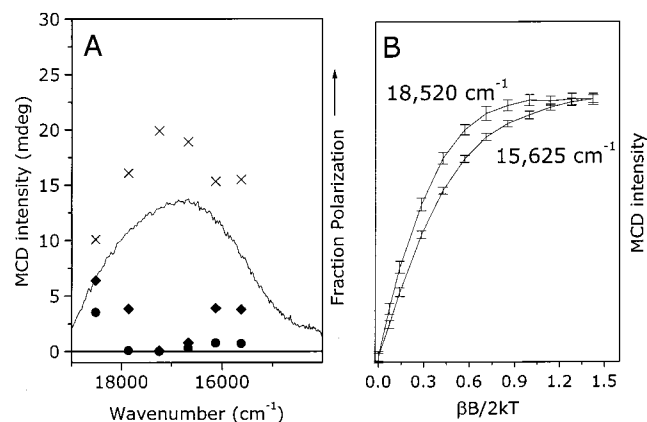 A
30
25
20
15
10
5
0
MCD intensity (mdeg)
18000
16000
Wavenumber (cm⁻¹)
Fraction Polarization →
B
18,520 cm⁻¹
15,625 cm⁻¹
MCD intensity
0.0
0.3
0.6
0.9
1.2
1.5
βB/2kT